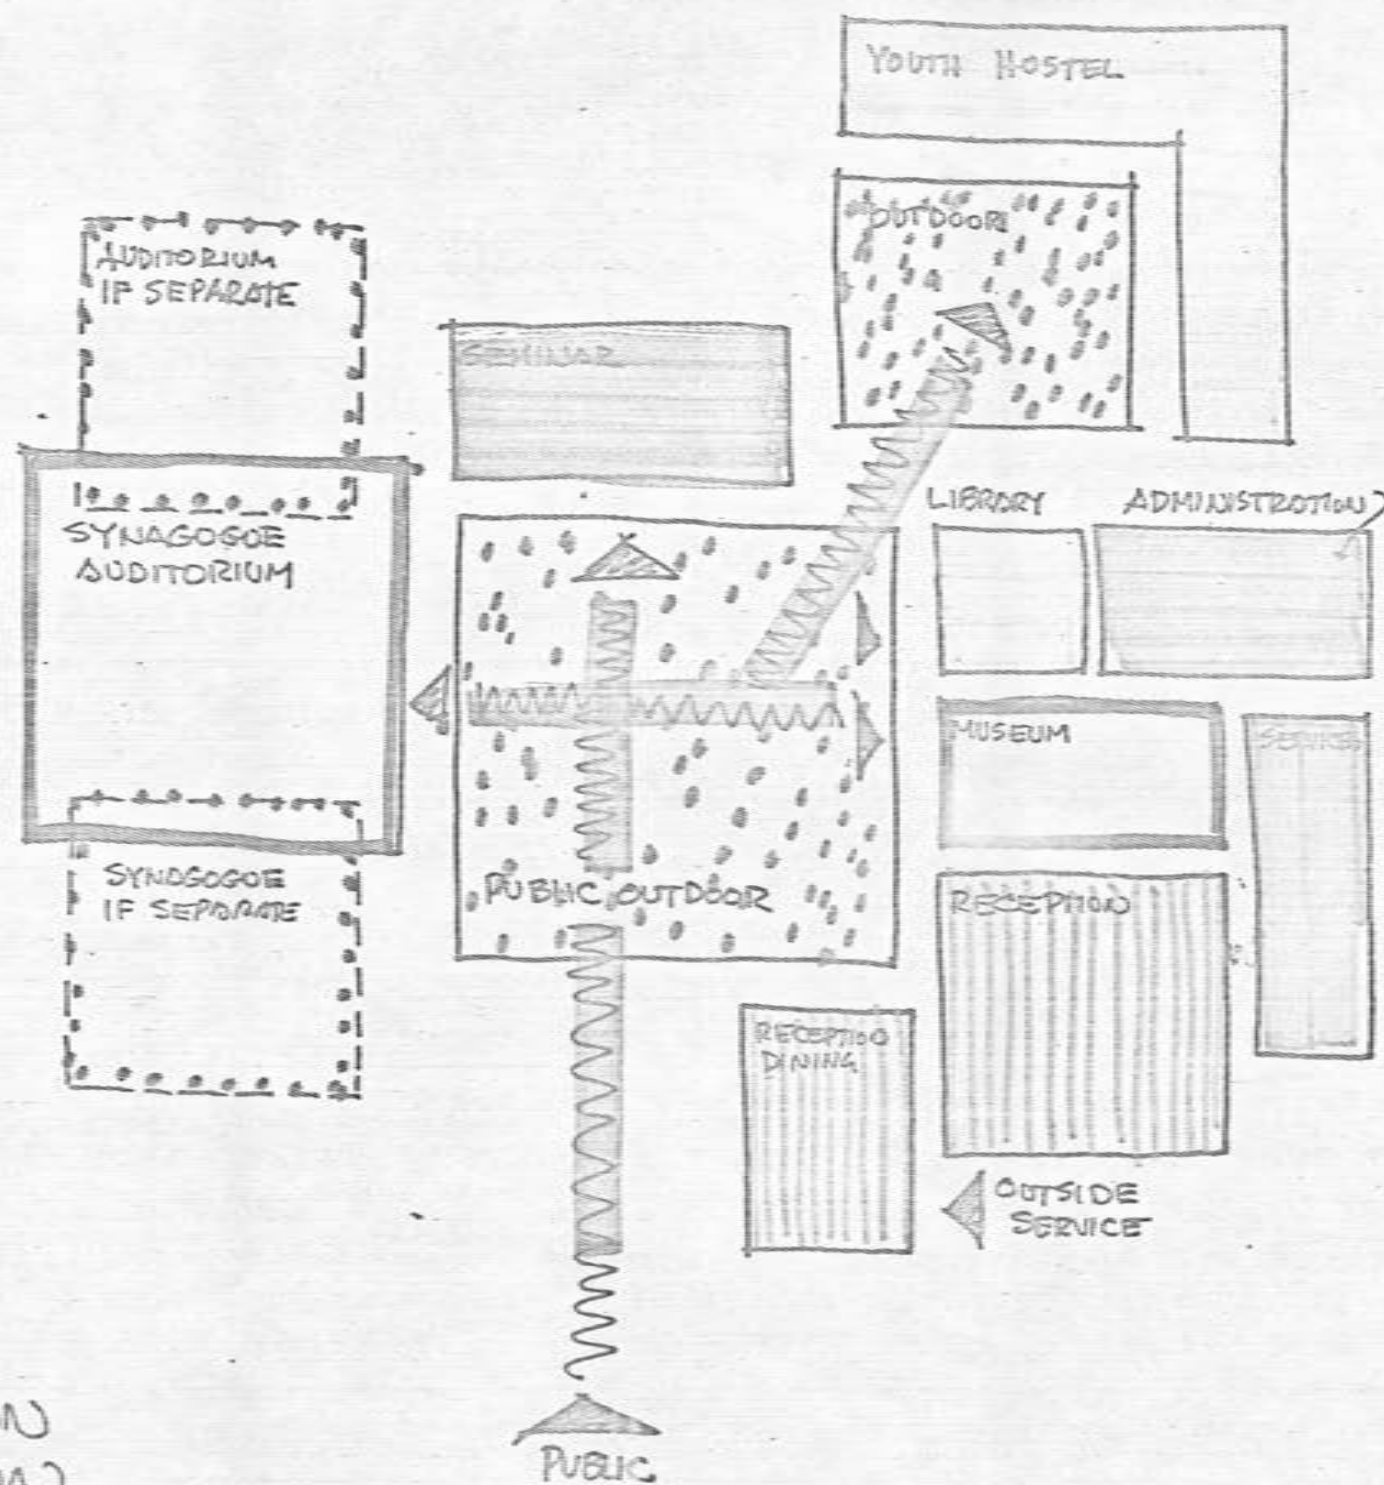 YOUTH HOSTEL
OUTDOOR
AUDITORIUM
IF SEPARATE
SEMINAR
LIBRARY
ADMINISTRATION
SYNAGOGUE
AUDITORIUM
MUSEUM
SYNAGOGUE
IF SEPARATE
PUBLIC OUTDOOR
RECEPTION
RECEPTION
DINING
OUTSIDE
SERVICE
PUBLIC